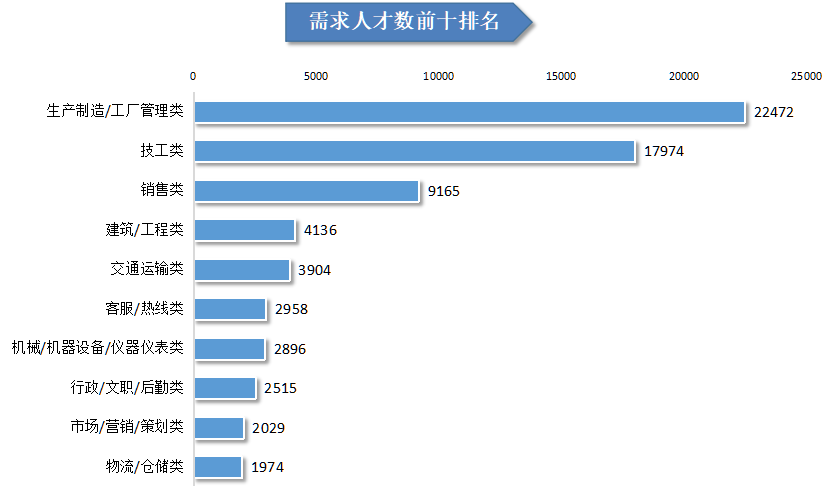 需求人才数前十排名
0 5000 10000 15000 20000 25000
生产制造/工厂管理类 22472
技工类 17974
销售类 9165
建筑/工程类 4136
交通运输类 3904
客服/热线类 2958
机械/机器设备/仪器仪表类 2896
行政/文职/后勤类 2515
市场/营销/策划类 2029
物流/仓储类 1974